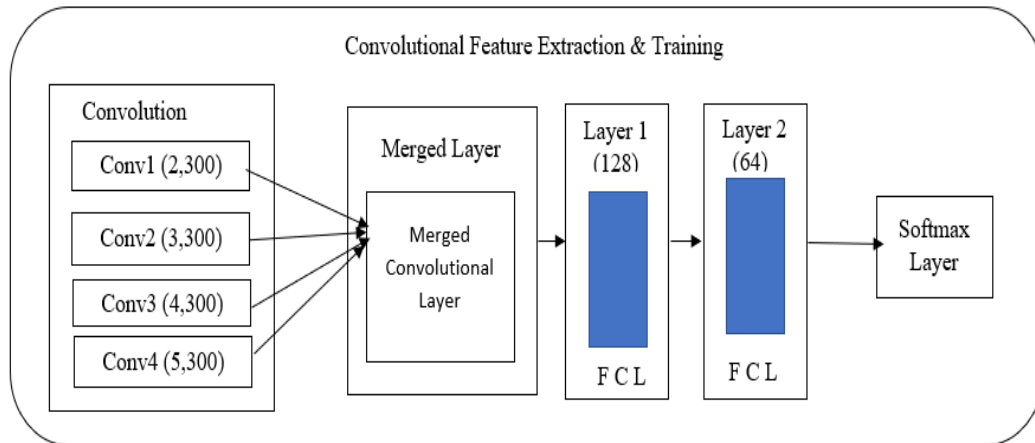 Convolutional Feature Extraction & Training
Convolution
Conv1 (2,300)
Conv2 (3,300)
Conv3 (4,300)
Conv4 (5,300)
Merged Layer
Merged
Convolutional
Layer
Layer 1
(128)
F C L
Layer 2
(64)
F C L
Softmax
Layer